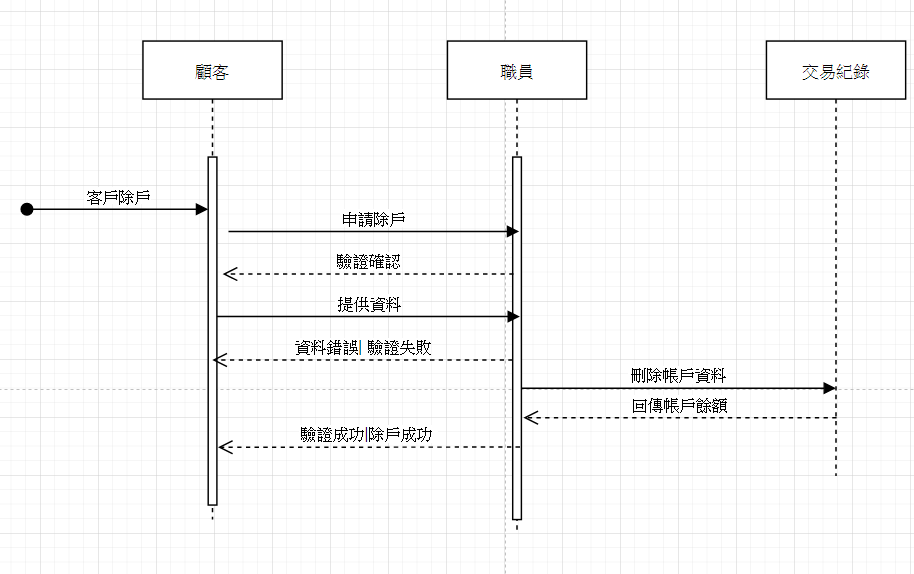 顧客
職員
交易紀錄
客戶除戶
申請除戶
驗證確認
提供資料
資料錯誤| 驗證失敗
刪除帳戶資料
回傳帳戶餘額
驗證成功|除戶成功